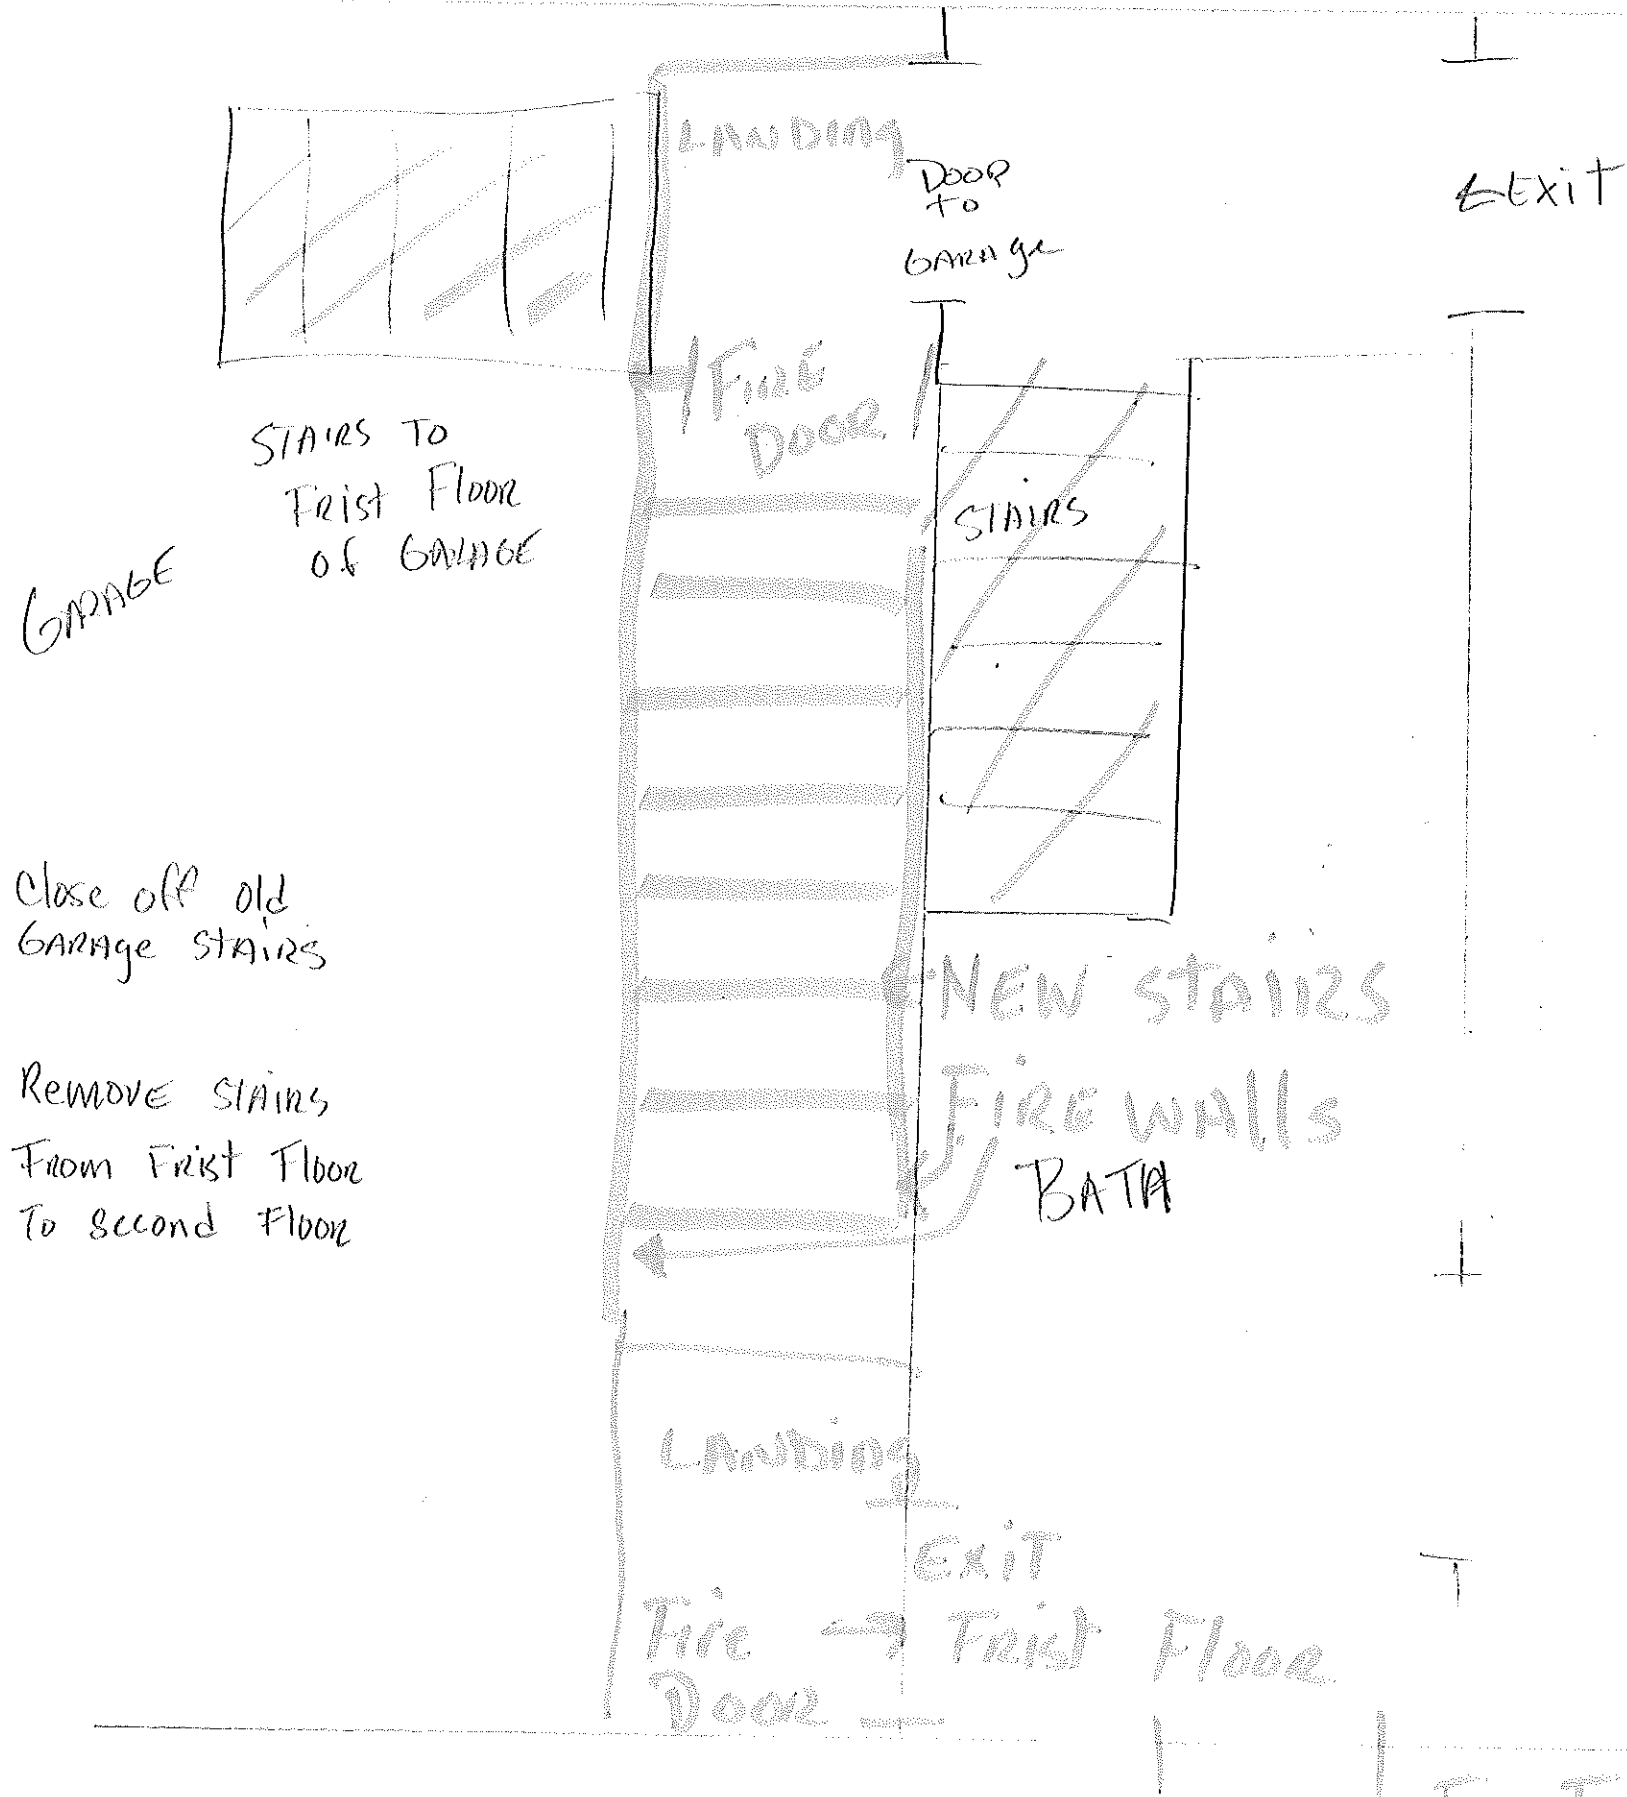 LANDING
DOOR
TO
GARAGE
←EXIT
FIRE
DOOR
STAIRS TO
FRIST FLOOR
OF GARAGE
STAIRS
GARAGE
Close off old
GARAGE STAIRS
NEW STAIRS
REMOVE STAIRS
FROM FRIST FLOOR
TO SECOND FLOOR
FIRE WALLS
BATH
LANDING
EXIT
Fire → FRIST FLOOR
DOOR